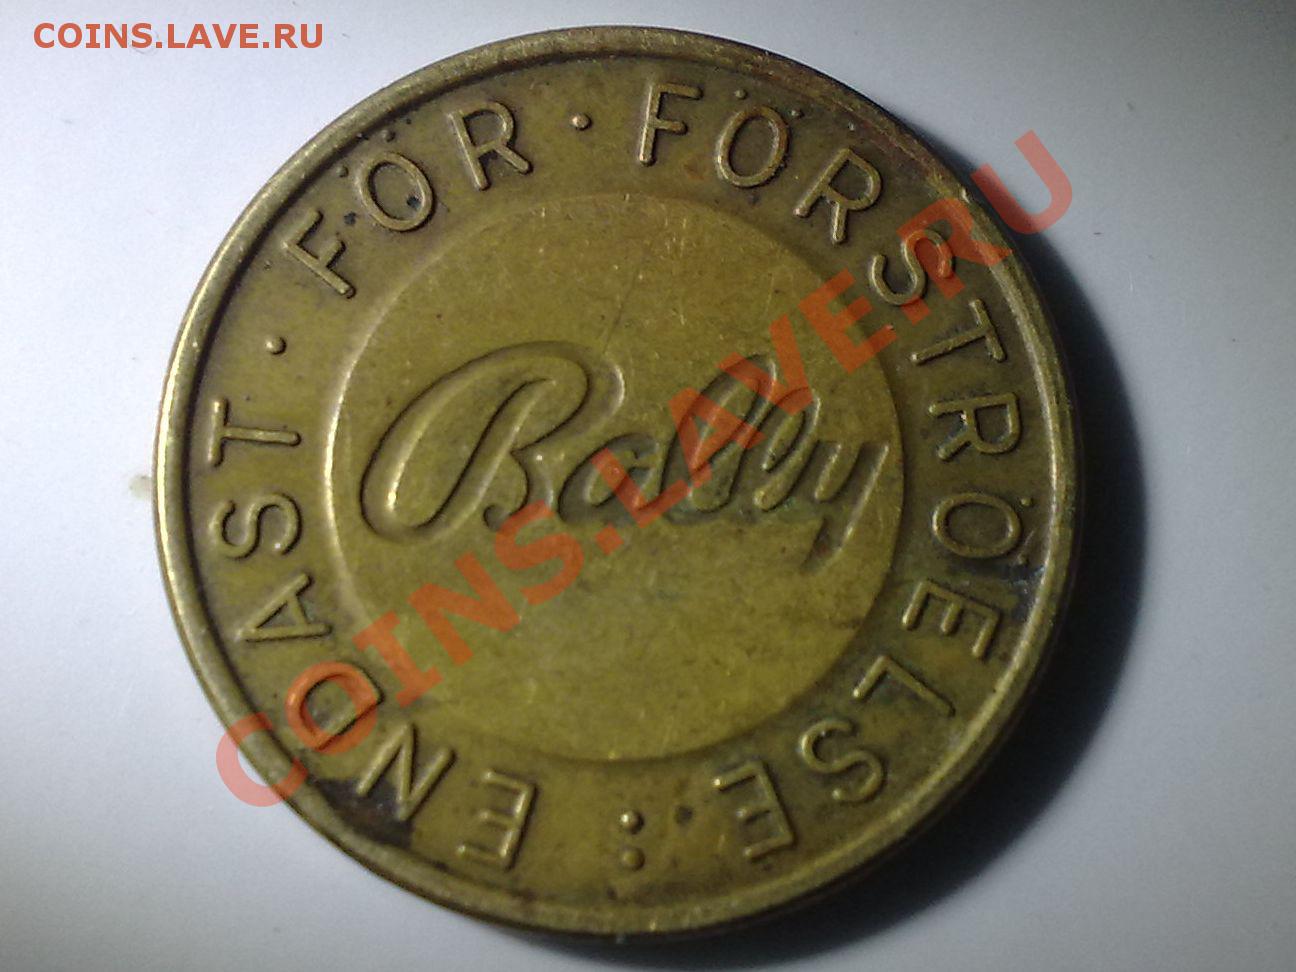 COINS.LAVE.RU
ENDAST · FÖR · FÖRSTRÖELSE :
Bally
COINS.LAVE.RU